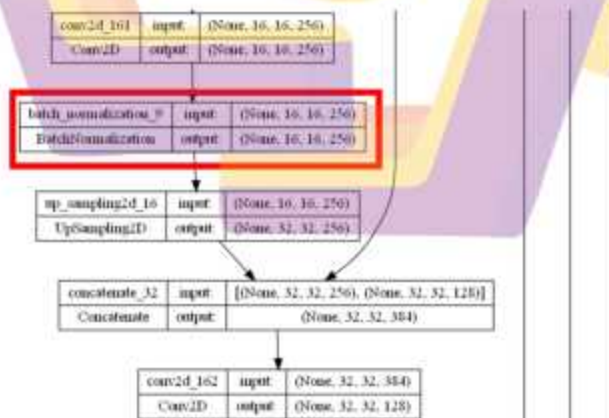 conv2d_161 input: (None, 16, 16, 256)
Conv2D output: (None, 16, 16, 256)
batch_normalization_9 input: (None, 16, 16, 256)
BatchNormalization output: (None, 16, 16, 256)
up_sampling2d_16 input: (None, 16, 16, 256)
UpSampling2D output: (None, 32, 32, 256)
concatenate_32 input: [(None, 32, 32, 256), (None, 32, 32, 128)]
Concatenate output: (None, 32, 32, 384)
conv2d_162 input: (None, 32, 32, 384)
Conv2D output: (None, 32, 32, 128)